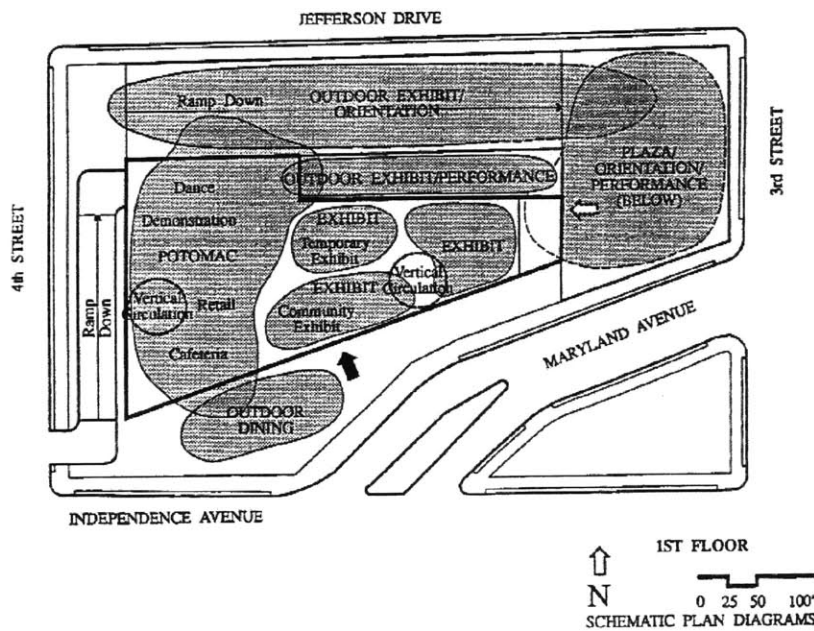 JEFFERSON DRIVE
Ramp Down
OUTDOOR EXHIBIT/
ORIENTATION
PLAZA/
ORIENTATION/
PERFORMANCE
(BELOW)
3rd STREET
OUTDOOR EXHIBIT/PERFORMANCE
Dance
Demonstration
POTOMAC
Vertical
Circulation
Retail
Cafeteria
EXHIBIT
Temporary
Exhibit
EXHIBIT
Vertical
Circulation
EXHIBIT
Community
Exhibit
4th STREET
Ramp
Down
OUTDOOR
DINING
MARYLAND AVENUE
INDEPENDENCE AVENUE
1ST FLOOR
N
0 25 50 100'
SCHEMATIC PLAN DIAGRAMS